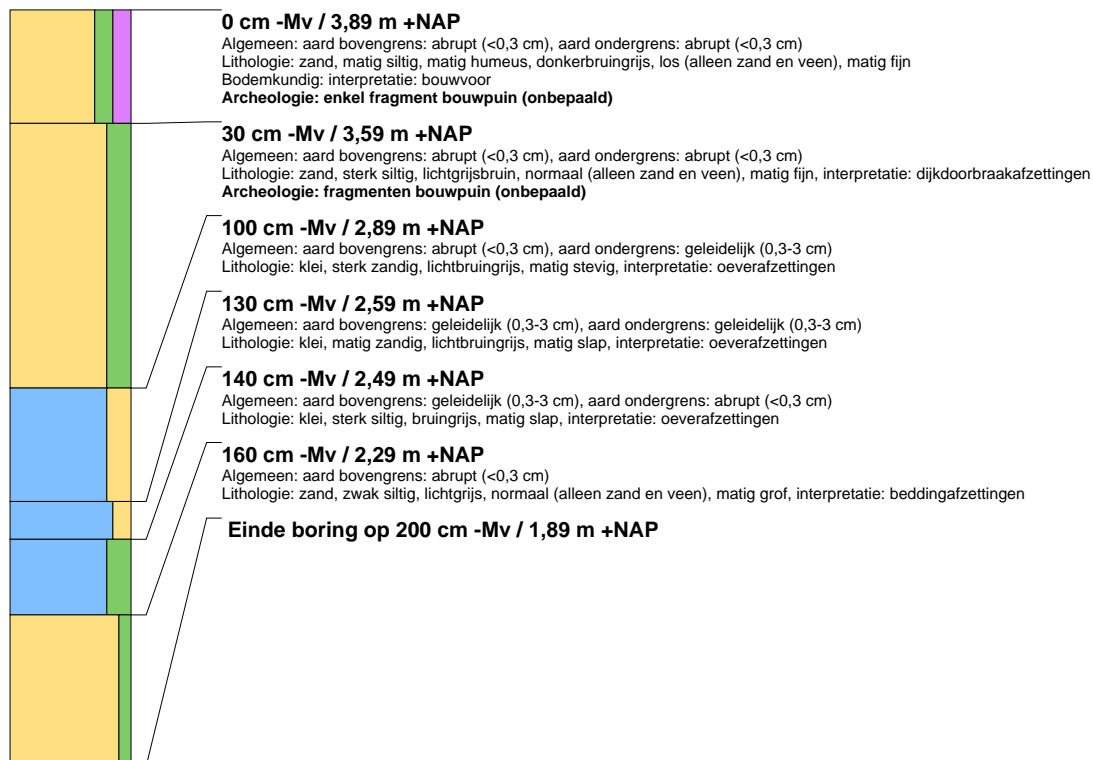 0 cm -Mv / 3,89 m +NAP
Algemeen: aard bovengrens: abrupt (<0,3 cm), aard ondergrens: abrupt (<0,3 cm)
Lithologie: zand, matig siltig, matig humeus, donkerbruingrijs, los (alleen zand en veen), matig fijn
Bodemkundig: interpretatie: bouwvoor
Archeologie: enkel fragment bouwpuin (onbepaald)
30 cm -Mv / 3,59 m +NAP
Algemeen: aard bovengrens: abrupt (<0,3 cm), aard ondergrens: abrupt (<0,3 cm)
Lithologie: zand, sterk siltig, lichtgrijsbruin, normaal (alleen zand en veen), matig fijn, interpretatie: dijkdoorbraakafzettingen
Archeologie: fragmenten bouwpuin (onbepaald)
100 cm -Mv / 2,89 m +NAP
Algemeen: aard bovengrens: abrupt (<0,3 cm), aard ondergrens: geleidelijk (0,3-3 cm)
Lithologie: klei, sterk zandig, lichtbruingrijs, matig stevig, interpretatie: oeverafzettingen
130 cm -Mv / 2,59 m +NAP
Algemeen: aard bovengrens: geleidelijk (0,3-3 cm), aard ondergrens: geleidelijk (0,3-3 cm)
Lithologie: klei, matig zandig, lichtbruingrijs, matig slap, interpretatie: oeverafzettingen
140 cm -Mv / 2,49 m +NAP
Algemeen: aard bovengrens: geleidelijk (0,3-3 cm), aard ondergrens: abrupt (<0,3 cm)
Lithologie: klei, sterk siltig, bruingrijs, matig slap, interpretatie: oeverafzettingen
160 cm -Mv / 2,29 m +NAP
Algemeen: aard bovengrens: abrupt (<0,3 cm)
Lithologie: zand, zwak siltig, lichtgrijs, normaal (alleen zand en veen), matig grof, interpretatie: beddingafzettingen
Einde boring op 200 cm -Mv / 1,89 m +NAP